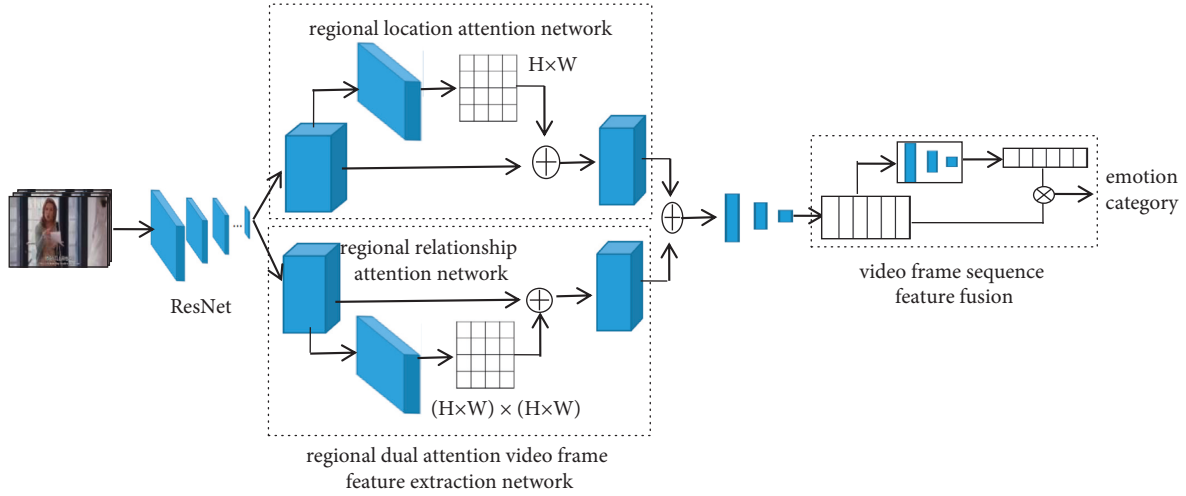 regional location attention network
H×W
ResNet
regional relationship
attention network
(H×W) × (H×W)
regional dual attention video frame
feature extraction network
emotion
category
video frame sequence
feature fusion